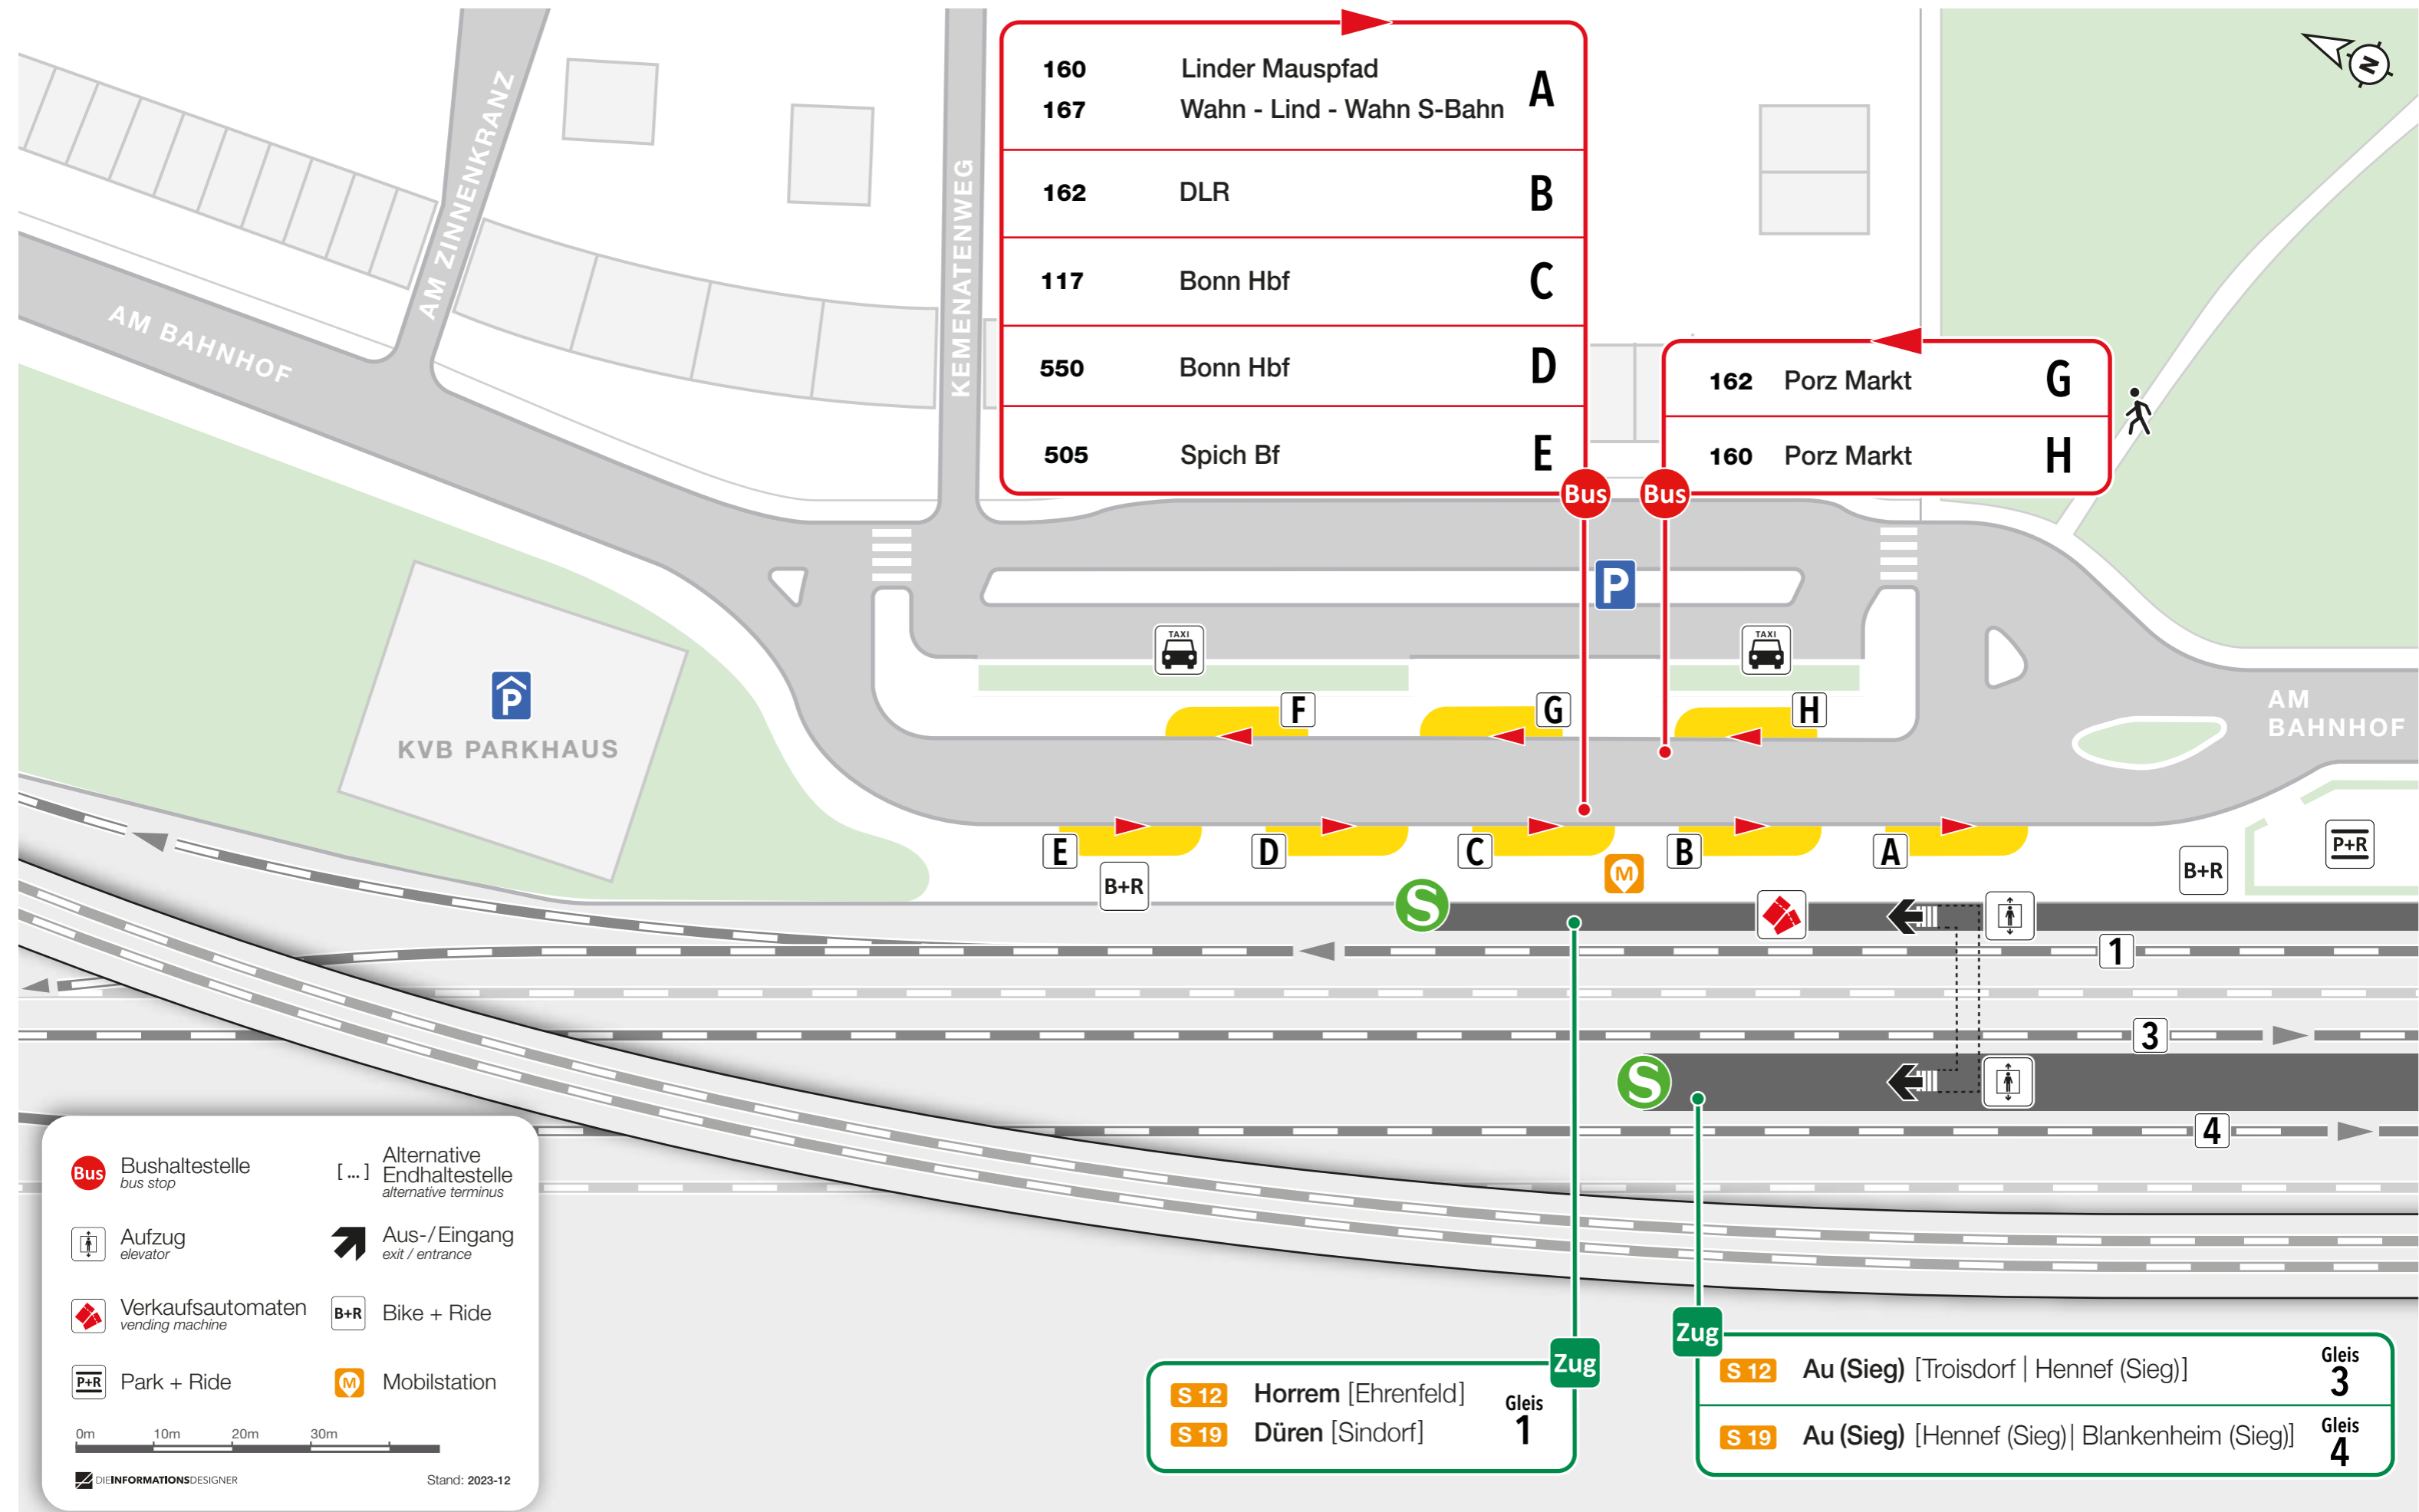 160 Linder Mauspfad
167 Wahn - Lind - Wahn S-Bahn
A
162 DLR B
117 Bonn Hbf C
550 Bonn Hbf D
505 Spich Bf E
162 Porz Markt G
160 Porz Markt H
N
AM ZINNENKRANZ
KEMENATENWEG
AM BAHNHOF
Bus
Bus
P
TAXI
TAXI
P
KVB PARKHAUS
AM
BAHNHOF
F
G
H
E
D
C
B
A
B+R
M
B+R
P+R
S
1
3
S
4
Bus Bushaltestelle
bus stop
[ ... ] Alternative
Endhaltestelle
alternative terminus
Aufzug
elevator
Aus-/Eingang
exit / entrance
Verkaufsautomaten
vending machine
B+R Bike + Ride
P+R Park + Ride
M Mobilstation
0m 10m 20m 30m
DIEINFORMATIONSDESIGNER
Stand: 2023-12
Zug
S 12 Horrem [Ehrenfeld]
S 19 Düren [Sindorf]
Gleis
1
Zug
S 12 Au (Sieg) [Troisdorf | Hennef (Sieg)]
Gleis
3
S 19 Au (Sieg) [Hennef (Sieg)| Blankenheim (Sieg)]
Gleis
4